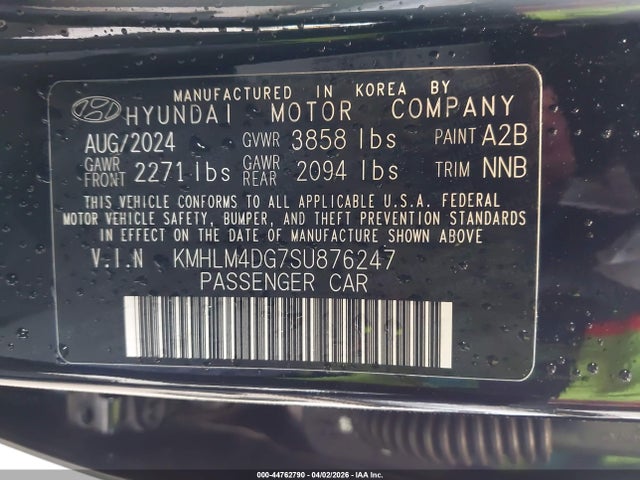 MANUFACTURED IN KOREA BY
HYUNDAI MOTOR COMPANY
AUG/2024 GVWR 3858 lbs PAINT A2B
GAWR FRONT 2271 lbs GAWR REAR 2094 lbs TRIM NNB
THIS VEHICLE CONFORMS TO ALL APPLICABLE U.S.A. FEDERAL
MOTOR VEHICLE SAFETY, BUMPER, AND THEFT PREVENTION STANDARDS
IN EFFECT ON THE DATE OF MANUFACTURE SHOWN ABOVE.
V.I.N KMHLM4DG7SU876247
PASSENGER CAR
000-44762790 - 04/02/2026 - IAA Inc.